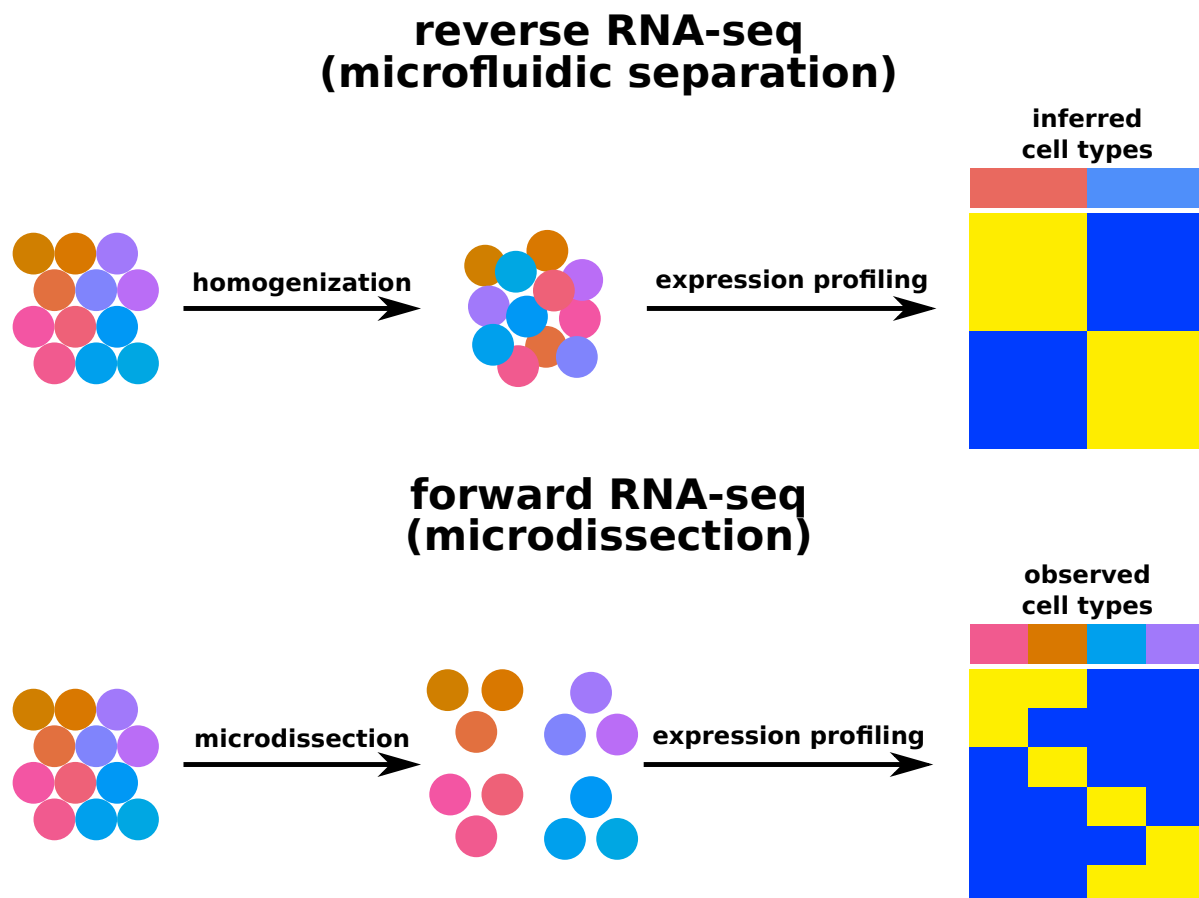 reverse RNA-seq
(microfluidic separation)
inferred
cell types
homogenization
expression profiling
forward RNA-seq
(microdissection)
observed
cell types
microdissection
expression profiling